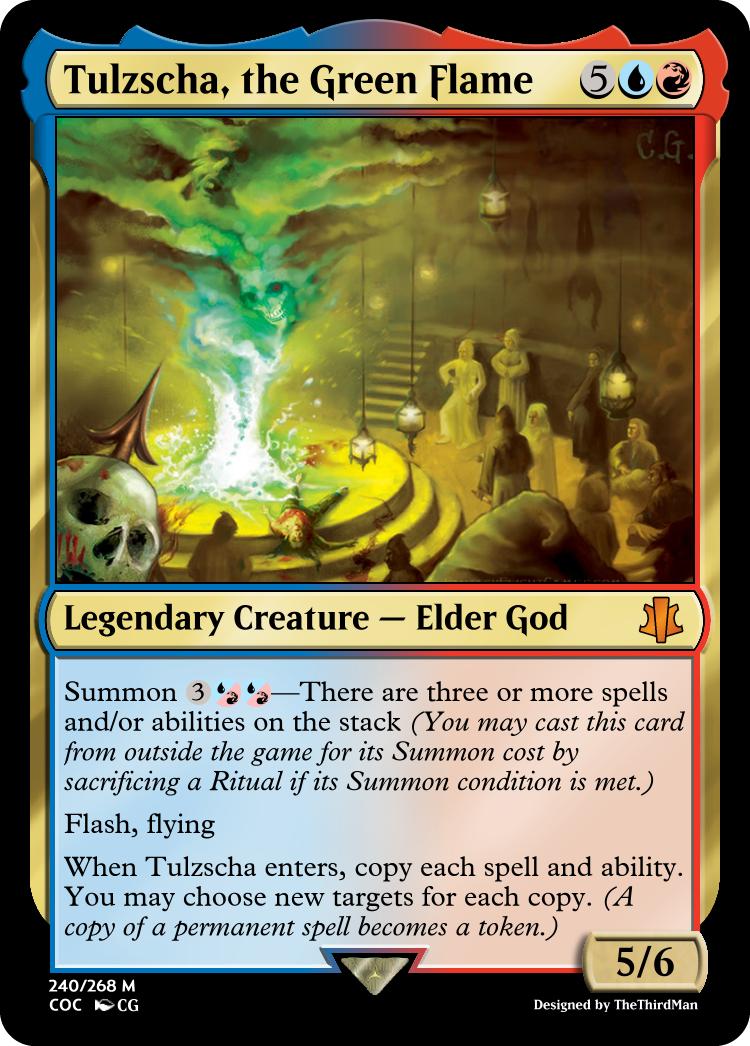 Tulzscha, the Green Flame 5
C.G.
Legendary Creature — Elder God
Summon 3 —There are three or more spells
and/or abilities on the stack (You may cast this card
from outside the game for its Summon cost by
sacrificing a Ritual if its Summon condition is met.)
Flash, flying
When Tulzscha enters, copy each spell and ability.
You may choose new targets for each copy. (A
copy of a permanent spell becomes a token.)
5/6
240/268 M
COC CG
Designed by TheThirdMan